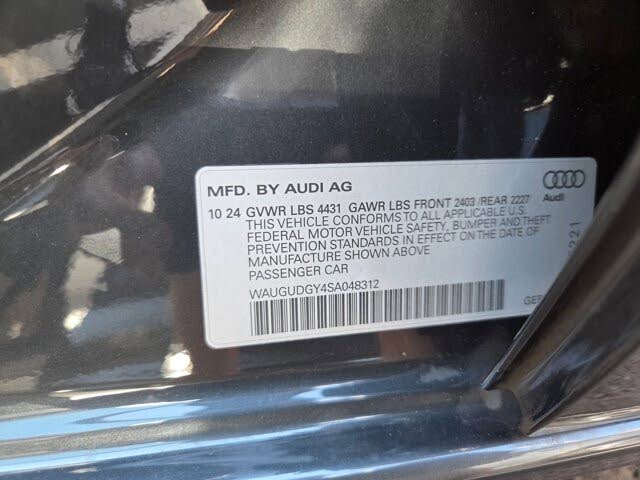 MFD. BY AUDI AG
10 24 GVWR LBS 4431 GAWR LBS FRONT 2403 /REAR 2227
THIS VEHICLE CONFORMS TO ALL APPLICABLE U.S.
FEDERAL MOTOR VEHICLE SAFETY, BUMPER AND THEFT
PREVENTION STANDARDS IN EFFECT ON THE DATE OF
MANUFACTURE SHOWN ABOVE
PASSENGER CAR
WAUGUDGY4SA048312
Audi